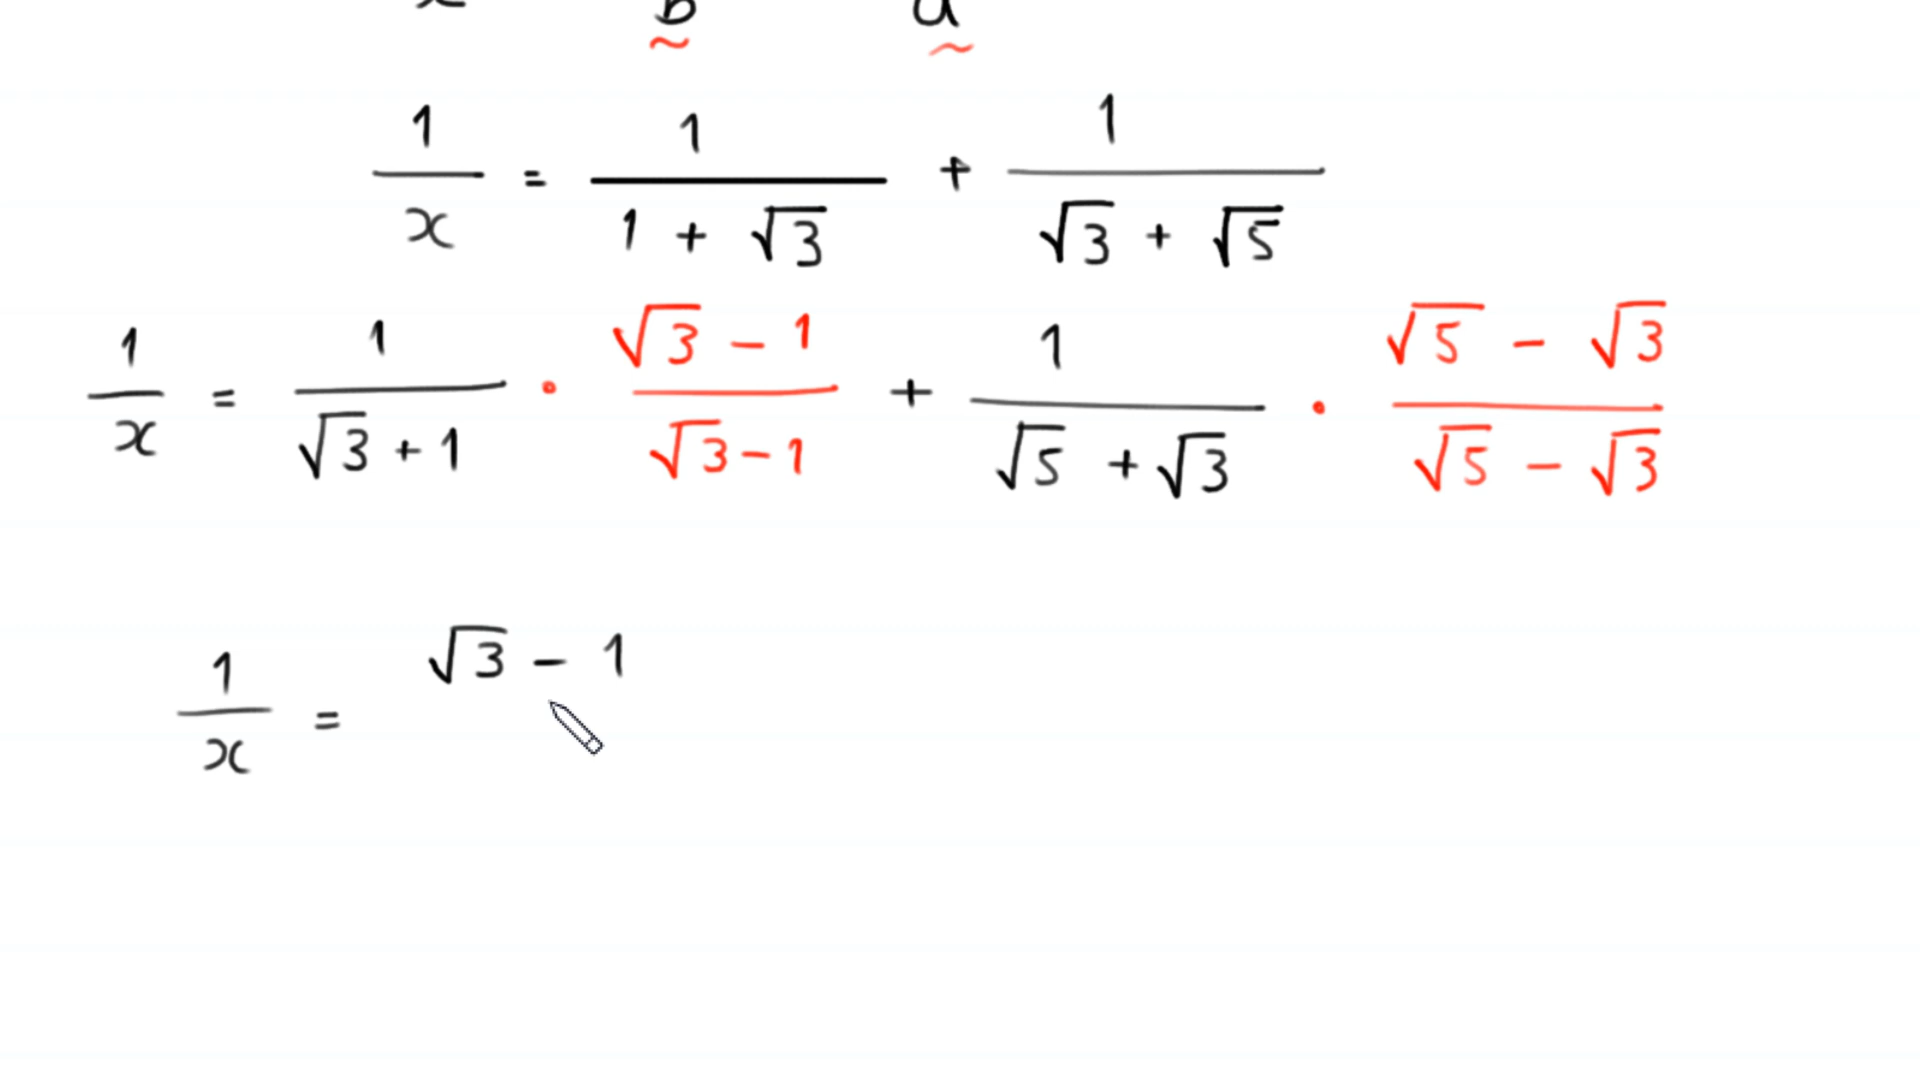 1/x = 1/(1 + √3) + 1/(√3 + √5)
1/x = 1/(√3 + 1) · (√3 - 1)/(√3 - 1) + 1/(√5 + √3) · (√5 - √3)/(√5 - √3)
1/x = √3 - 1